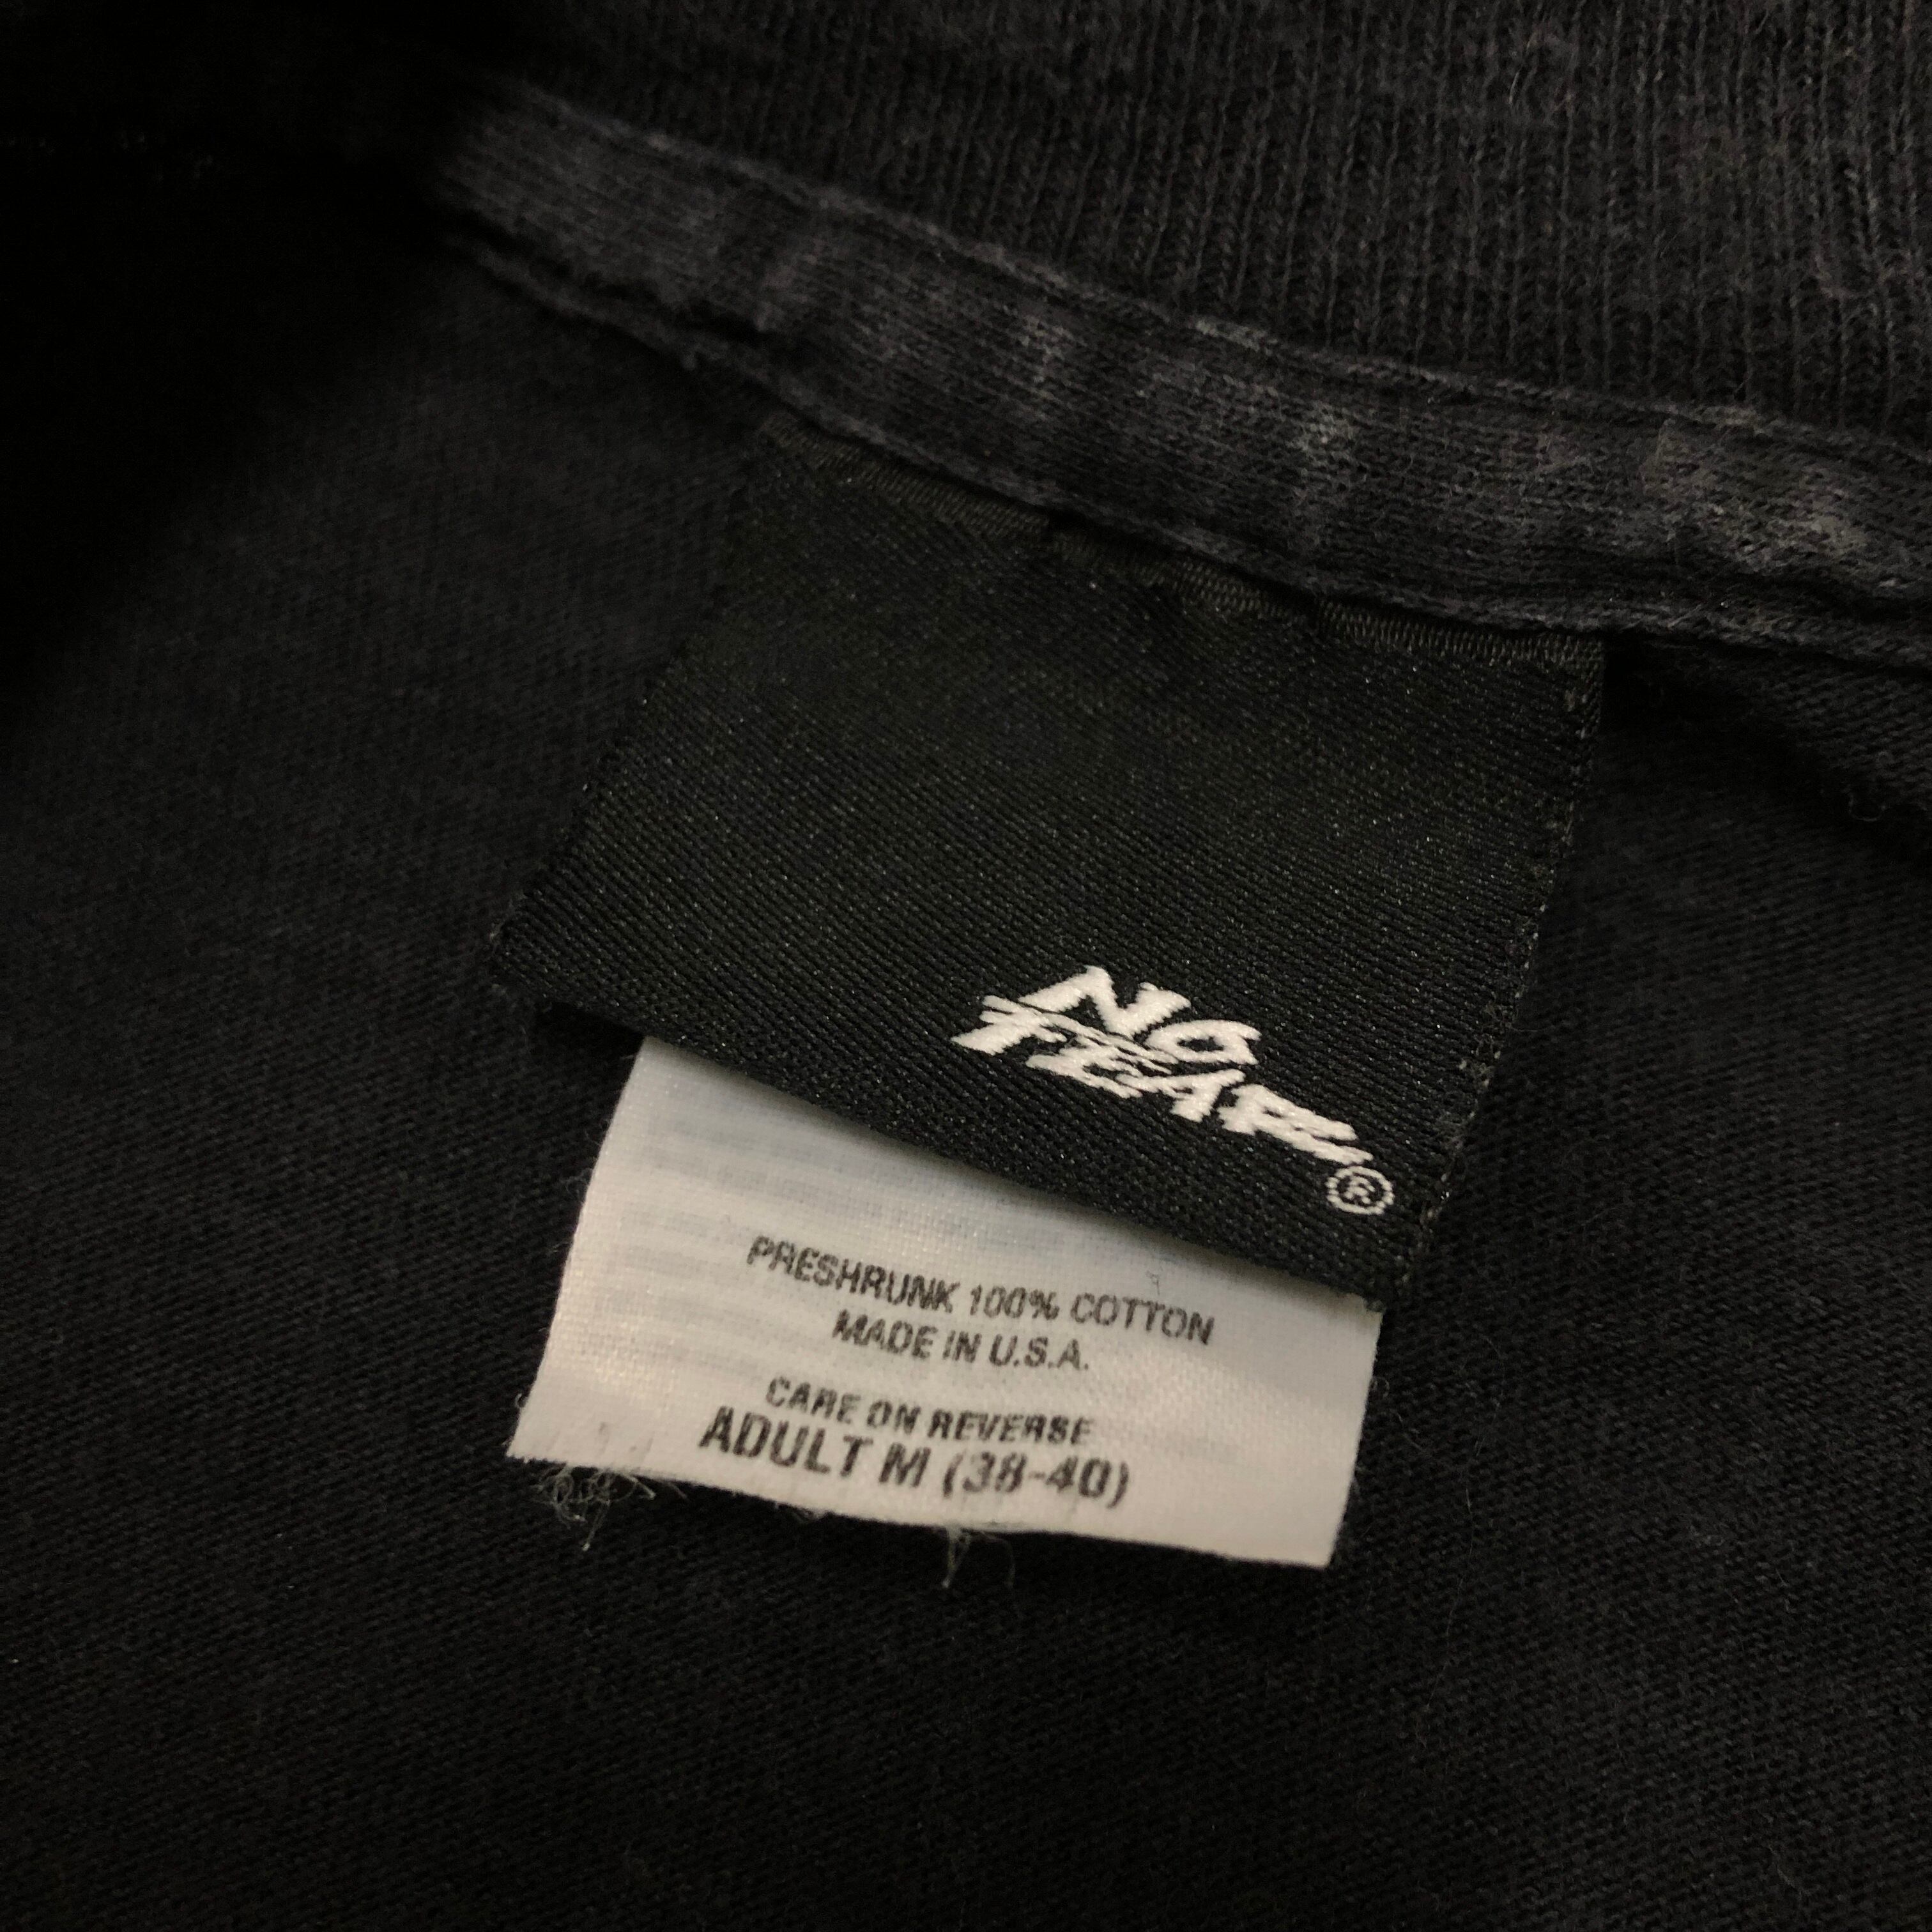 NO
FEAR
®
PRESHRUNK 100% COTTON
MADE IN U.S.A.
CARE ON REVERSE
ADULT M (38-40)